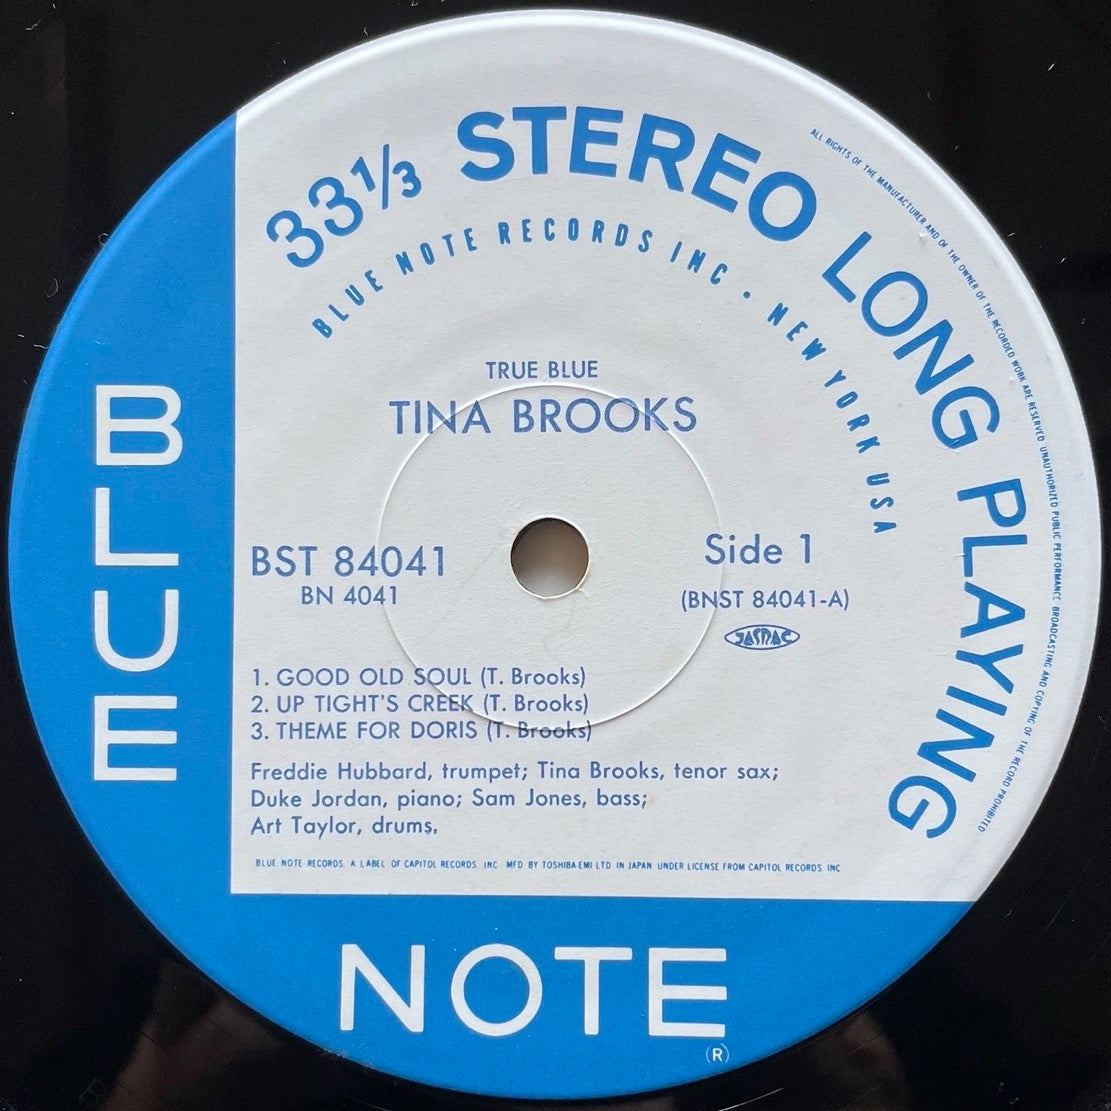 33 1/3 STEREO LONG PLAYING
BLUE NOTE RECORDS INC • NEW YORK USA
ALL RIGHTS OF THE MANUFACTURER AND OF THE OWNER OF THE RECORDED WORK ARE RESERVED UNAUTHORIZED PUBLIC PERFORMANCE BROADCASTING AND COPYING OF THE RECORD PROHIBITED
TRUE BLUE
TINA BROOKS
BST 84041
BN 4041
Side 1
(BNST 84041-A)
JASRAC
1. GOOD OLD SOUL (T. Brooks)
2. UP TIGHT'S CREEK (T. Brooks)
3. THEME FOR DORIS (T. Brooks)
Freddie Hubbard, trumpet; Tina Brooks, tenor sax;
Duke Jordan, piano; Sam Jones, bass;
Art Taylor, drums,
BLUE NOTE RECORDS. A LABEL OF CAPITOL RECORDS. INC MFD BY TOSHIBA-EMI LTD IN JAPAN UNDER LICENSE FROM CAPITOL RECORDS. INC
BLUE
NOTE
®